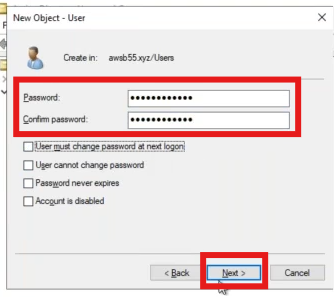 New Object - User
Create in: awsb55.xyz/Users
Password:
●●●●●●●●●●●●
Confirm password:
●●●●●●●●●●●●
User must change password at next logon
User cannot change password
Password never expires
Account is disabled
< Back Next > Cancel